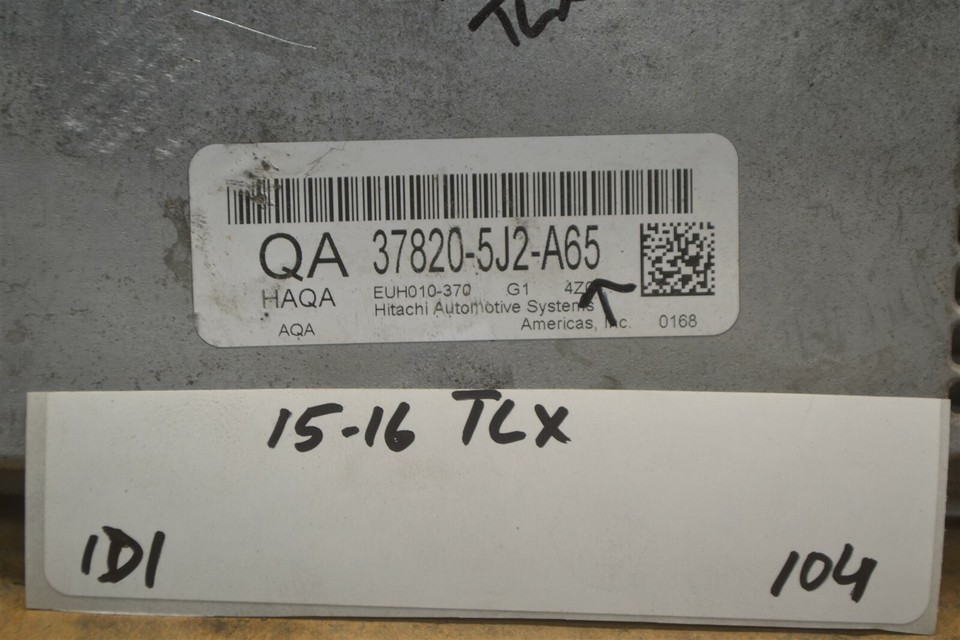 TLX
QA 37820-5J2-A65
HAQA EUH010-370 G1
Hitachi Automotive Systems
AQA Americas, Inc. 0168
15-16 TLX
1D1 104